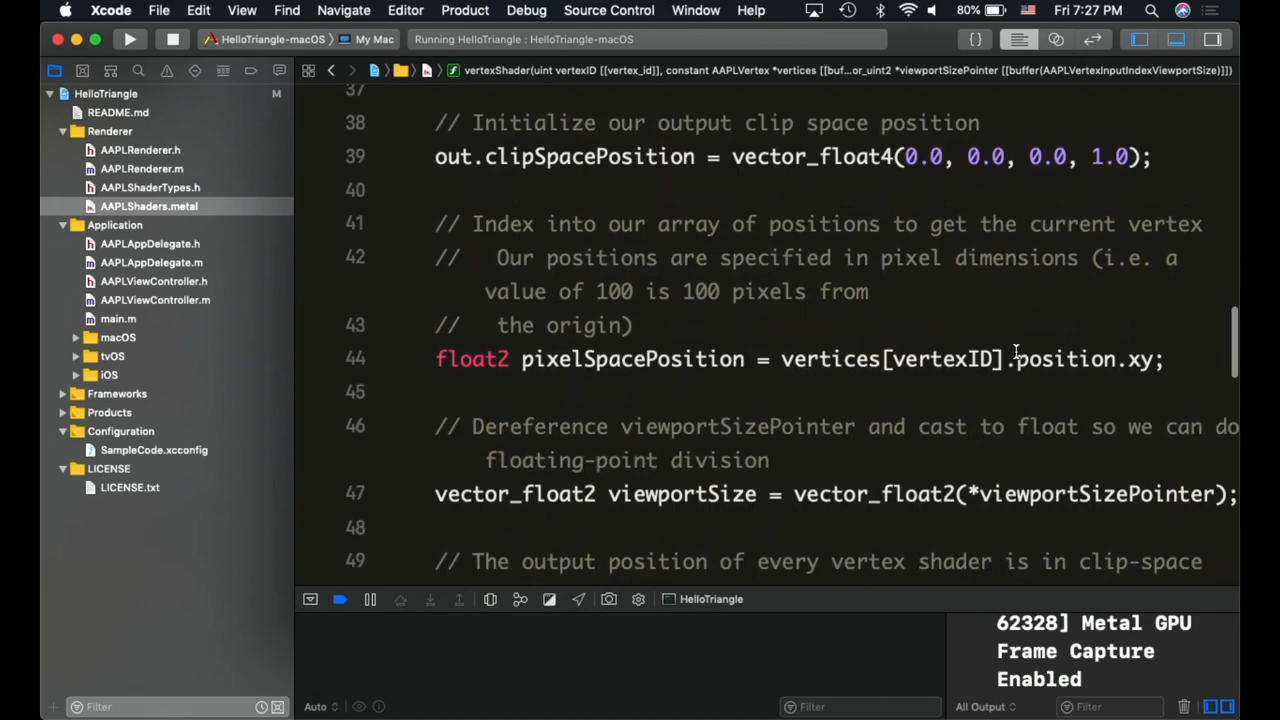 Xcode File Edit View Find Navigate Editor Product Debug Source Control Window Help 80% Fri 7:27 PM
HelloTriangle-macOS My Mac Running HelloTriangle : HelloTriangle-macOS
vertexShader(uint vertexID [[vertex_id]], constant AAPLVertex *vertices [[buf...or_uint2 *viewportSizePointer [[buffer(AAPLVertexInputIndexViewportSize)]])
HelloTriangle M
README.md
Renderer
AAPLRenderer.h
AAPLRenderer.m
AAPLShaderTypes.h
AAPLShaders.metal
Application
AAPLAppDelegate.h
AAPLAppDelegate.m
AAPLViewController.h
AAPLViewController.m
main.m
macOS
tvOS
iOS
Frameworks
Products
Configuration
SampleCode.xcconfig
LICENSE
LICENSE.txt
Filter
37
38 // Initialize our output clip space position
39 out.clipSpacePosition = vector_float4(0.0, 0.0, 0.0, 1.0);
40
41 // Index into our array of positions to get the current vertex
42 // Our positions are specified in pixel dimensions (i.e. a
value of 100 is 100 pixels from
43 // the origin)
44 float2 pixelSpacePosition = vertices[vertexID].position.xy;
45
46 // Dereference viewportSizePointer and cast to float so we can do
floating-point division
47 vector_float2 viewportSize = vector_float2(*viewportSizePointer);
48
49 // The output position of every vertex shader is in clip-space
HelloTriangle
62328] Metal GPU
Frame Capture
Enabled
Auto Filter All Output Filter